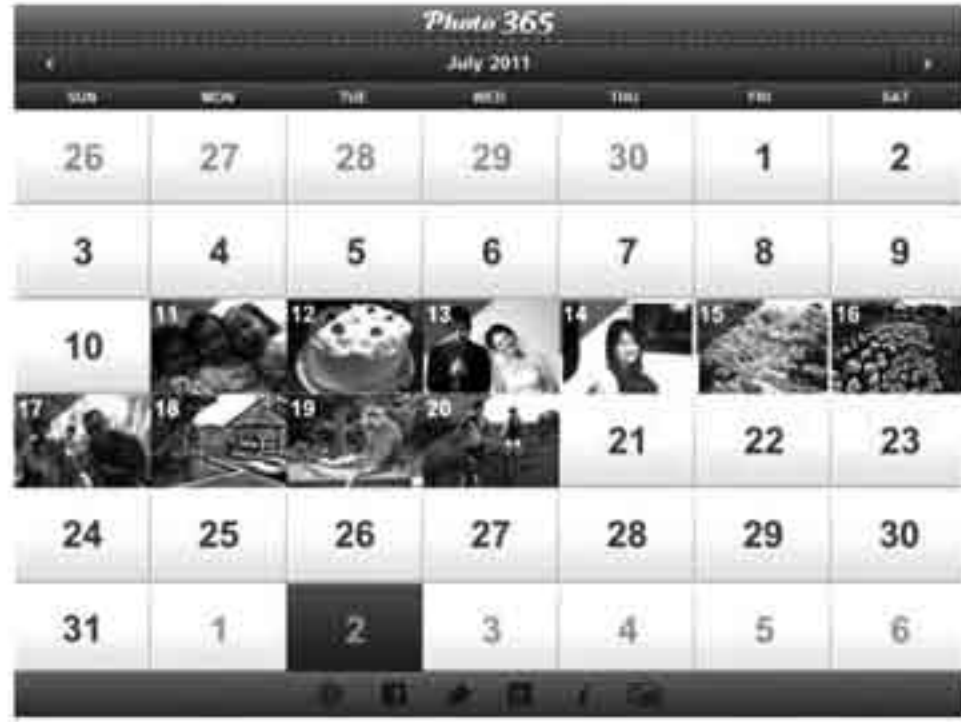 Photo 365
July 2011
SUN MON TUE WED THU FRI SAT
26 27 28 29 30 1 2
3 4 5 6 7 8 9
10 11 12 13 14 15 16
17 18 19 20 21 22 23
24 25 26 27 28 29 30
31 1 2 3 4 5 6